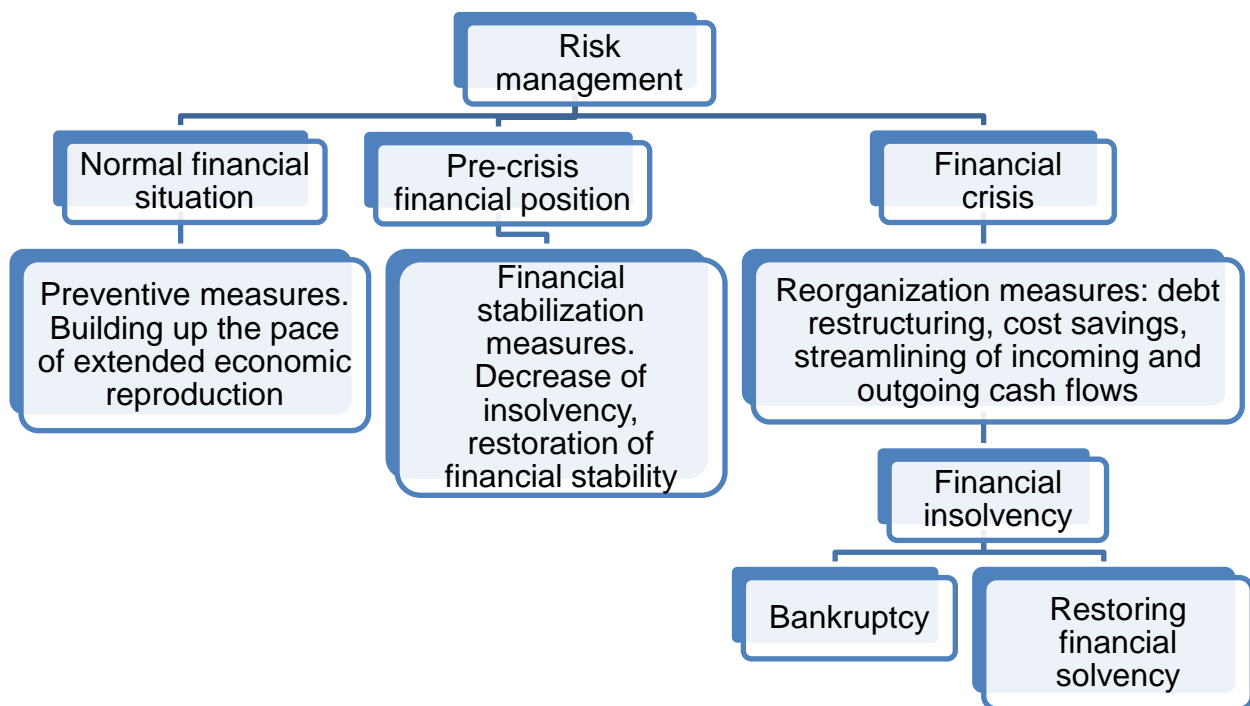 Risk
management
Normal financial
situation
Pre-crisis
financial position
Financial
crisis
Preventive measures.
Building up the pace
of extended economic
reproduction
Financial
stabilization
measures.
Decrease of
insolvency,
restoration of
financial stability
Reorganization measures: debt
restructuring, cost savings,
streamlining of incoming and
outgoing cash flows
Financial
insolvency
Bankruptcy
Restoring
financial
solvency